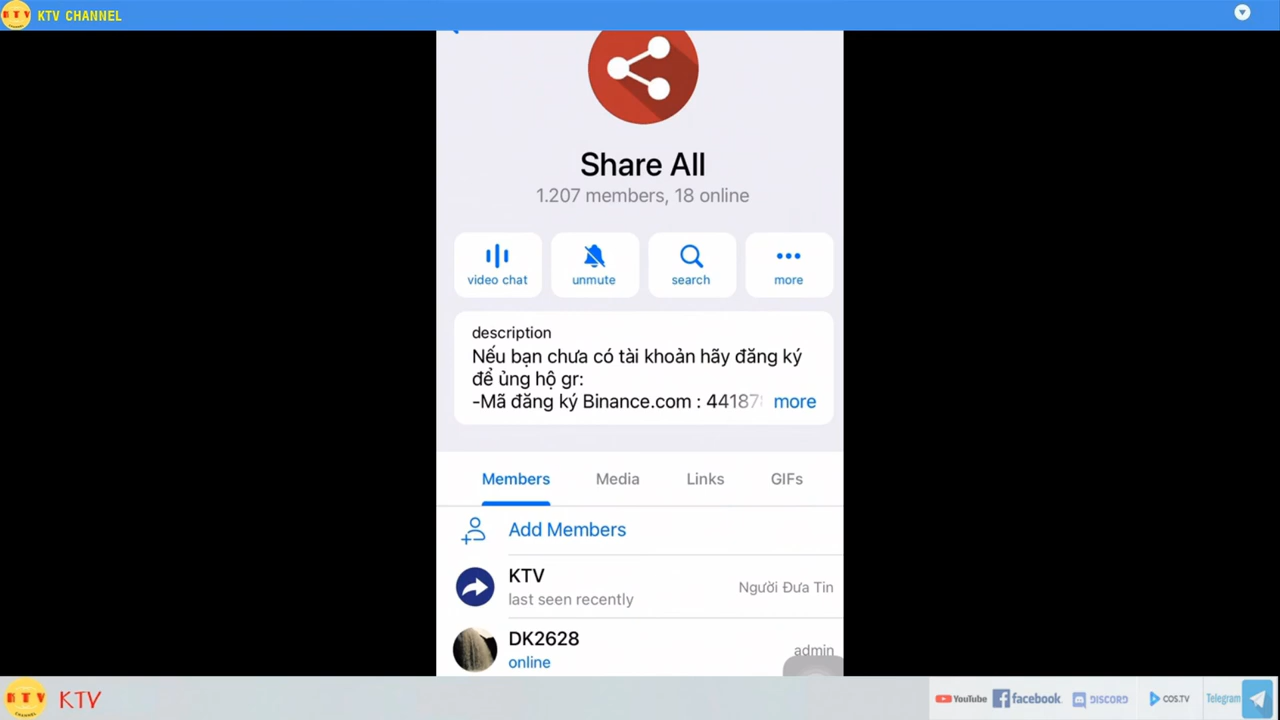 KTV CHANNEL
Share All
1.207 members, 18 online
video chat
unmute
search
more
description
Nếu bạn chưa có tài khoản hãy đăng ký
để ủng hộ gr:
-Mã đăng ký Binance.com : 44187
more
Members
Media
Links
GIFs
Add Members
KTV
last seen recently
Người Đưa Tin
DK2628
online
admin
KTV
CHANNEL
KTV
YouTube
facebook
DISCORD
COS.TV
Telegram